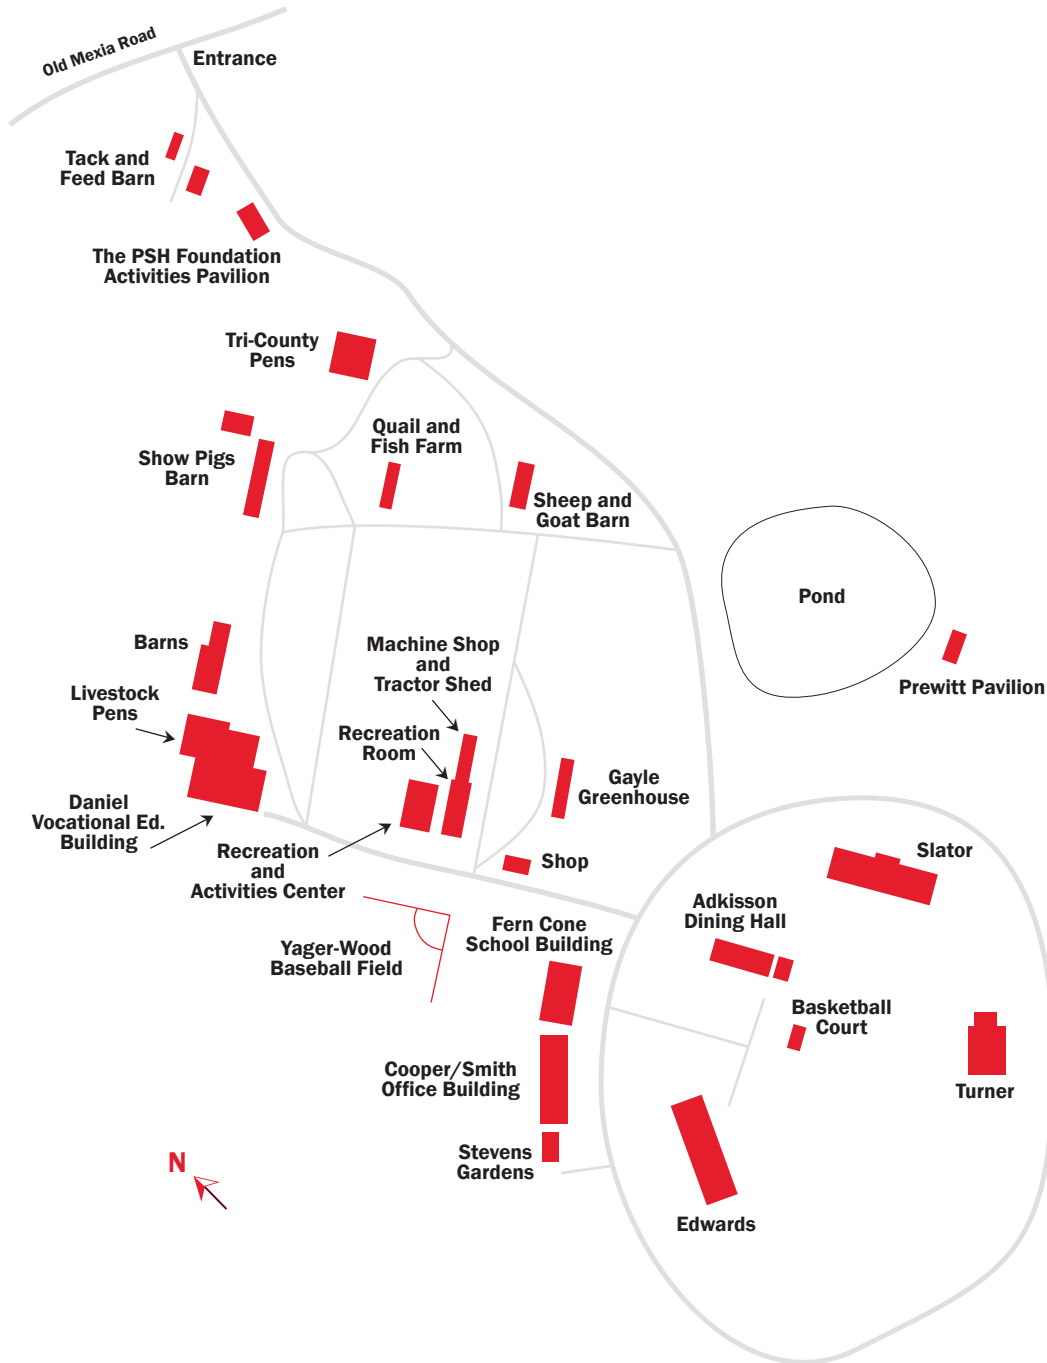 Old Mexia Road
Entrance
Tack and
Feed Barn
The PSH Foundation
Activities Pavilion
Tri-County
Pens
Quail and
Fish Farm
Show Pigs
Barn
Sheep and
Goat Barn
Pond
Barns
Machine Shop
and
Tractor Shed
Prewitt Pavilion
Livestock
Pens
Recreation
Room
Gayle
Greenhouse
Daniel
Vocational Ed.
Building
Recreation
and
Activities Center
Shop
Slator
Adkisson
Dining Hall
Fern Cone
School Building
Yager-Wood
Baseball Field
Basketball
Court
Cooper/Smith
Office Building
Turner
Stevens
Gardens
N
Edwards